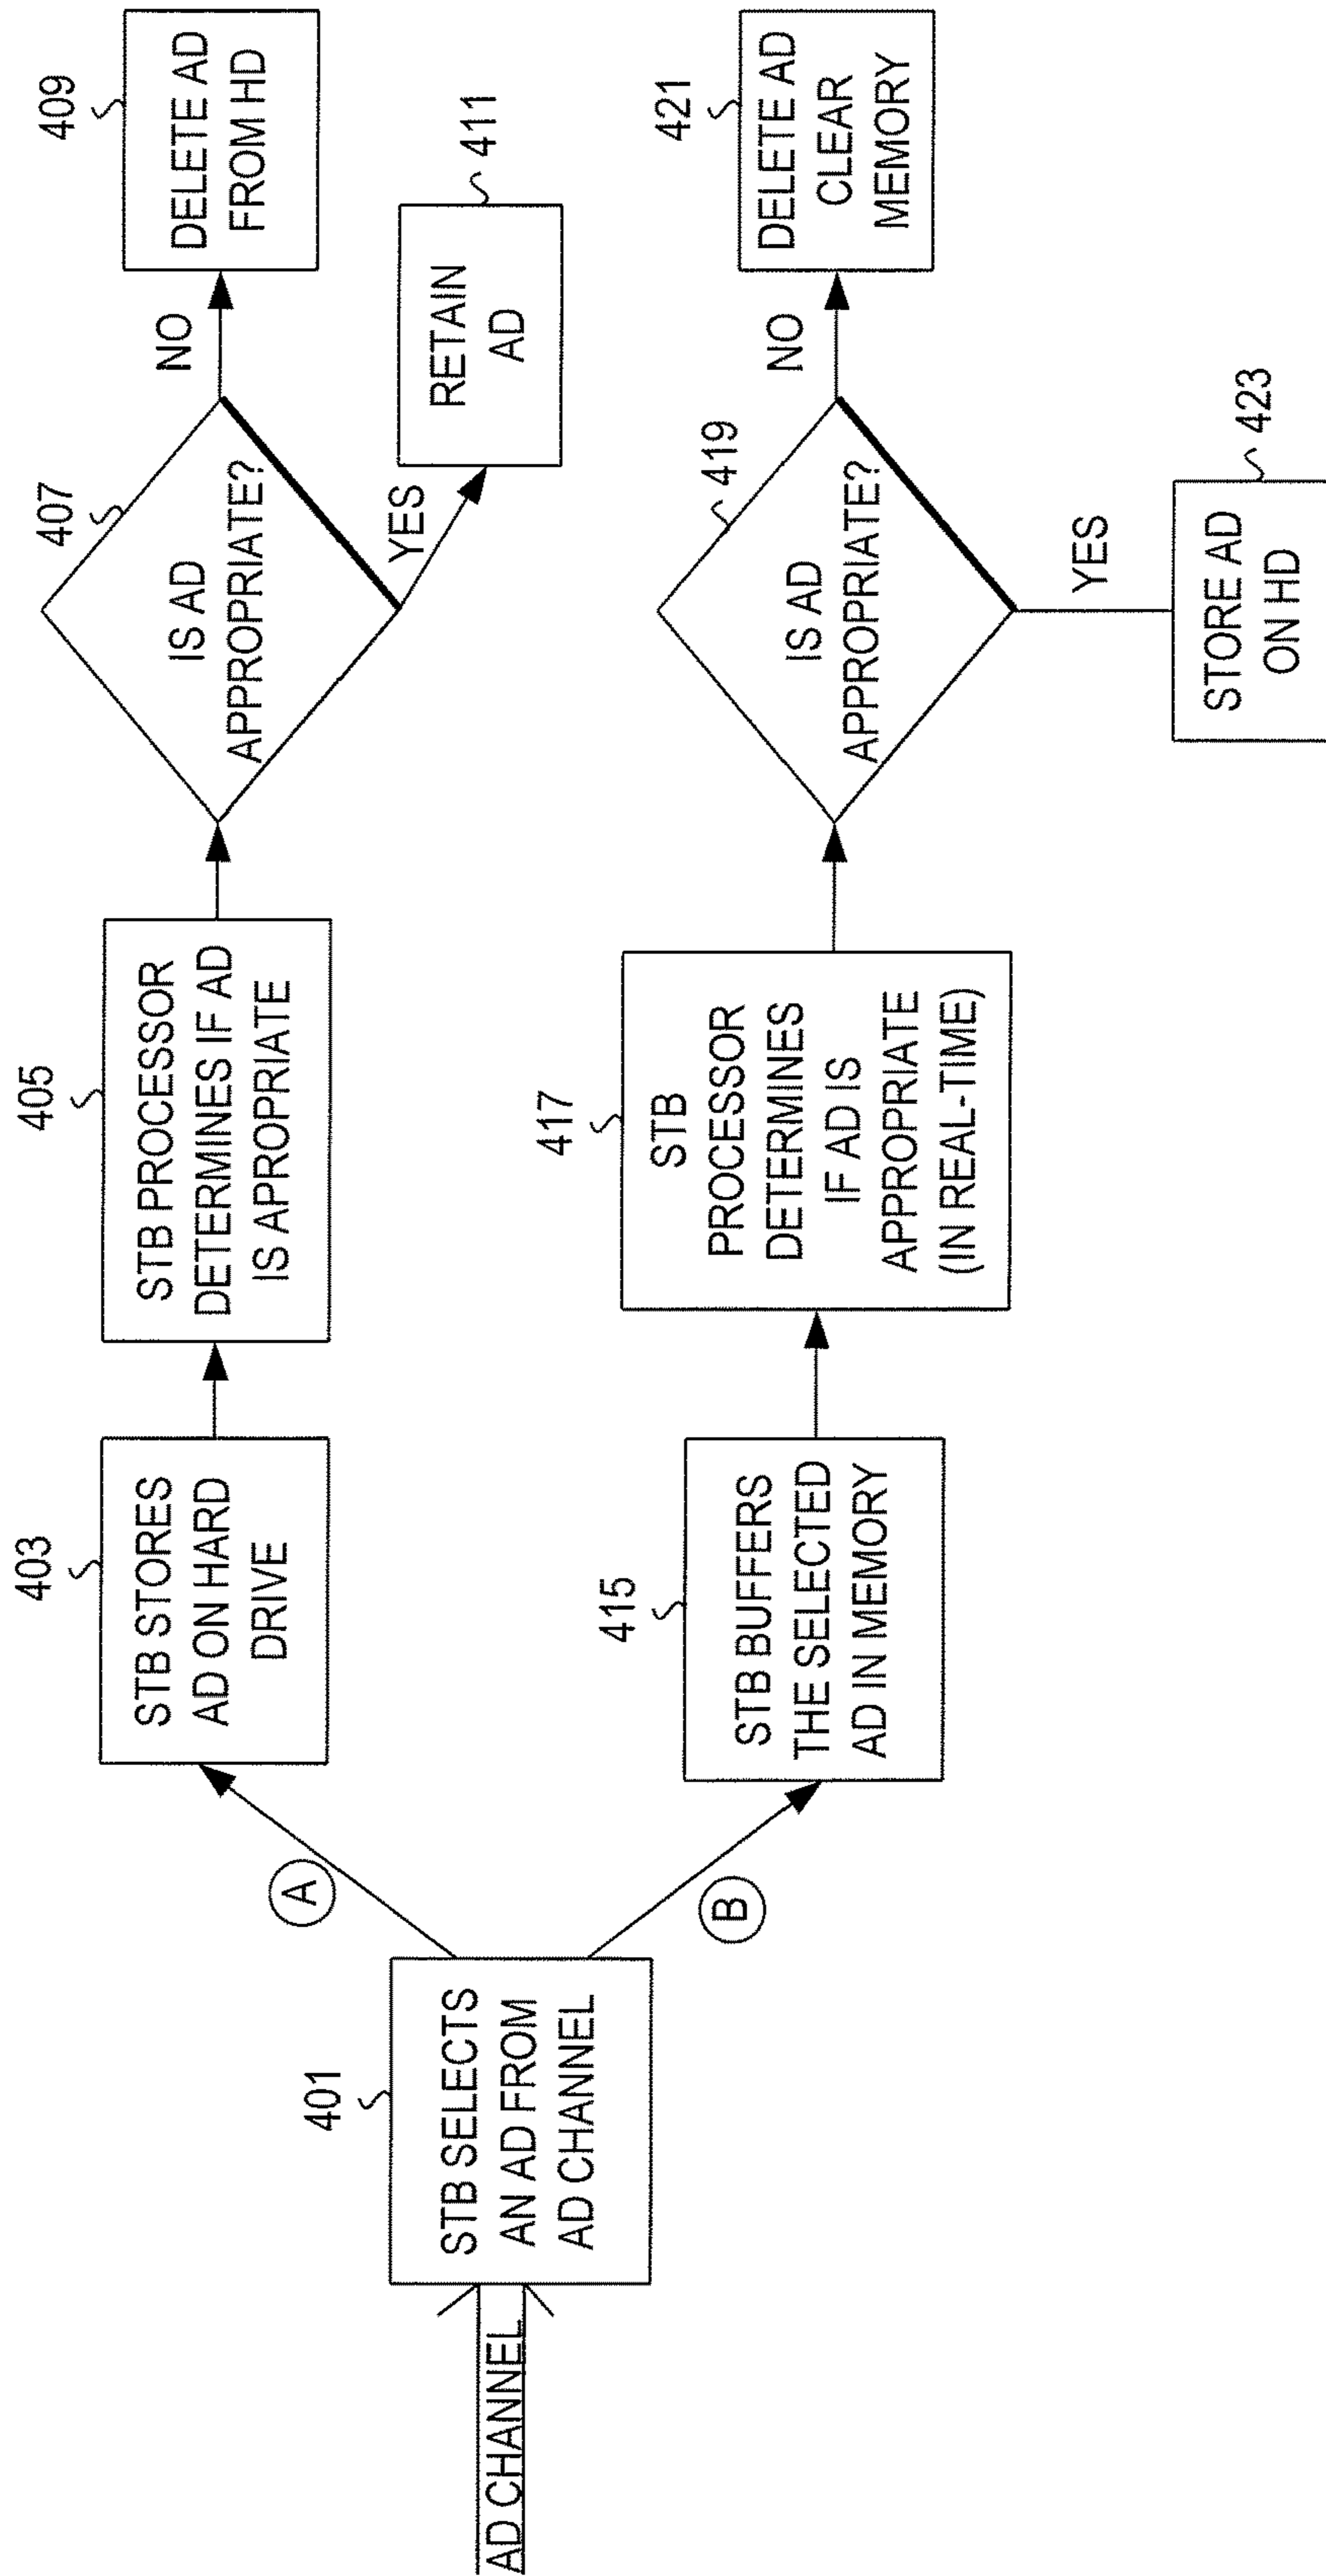 AD CHANNEL
401
STB SELECTS
AN AD FROM
AD CHANNEL
A
403
STB STORES
AD ON HARD
DRIVE
405
STB PROCESSOR
DETERMINES IF AD
IS APROPRIATE
407
IS AD
APPROPRIATE?
NO
409
DELETE AD
FROM HD
YES
RETAIN
AD
411
B
415
STB BUFFERS
THE SELECTED
AD IN MEMORY
417
STB
PROCESSOR
DETERMINES
IF AD IS
APPROPRIATE
(IN REAL-TIME)
419
IS AD
APPROPRIATE?
NO
421
DELETE AD
CLEAR
MEMORY
YES
423
STORE AD
ON HD